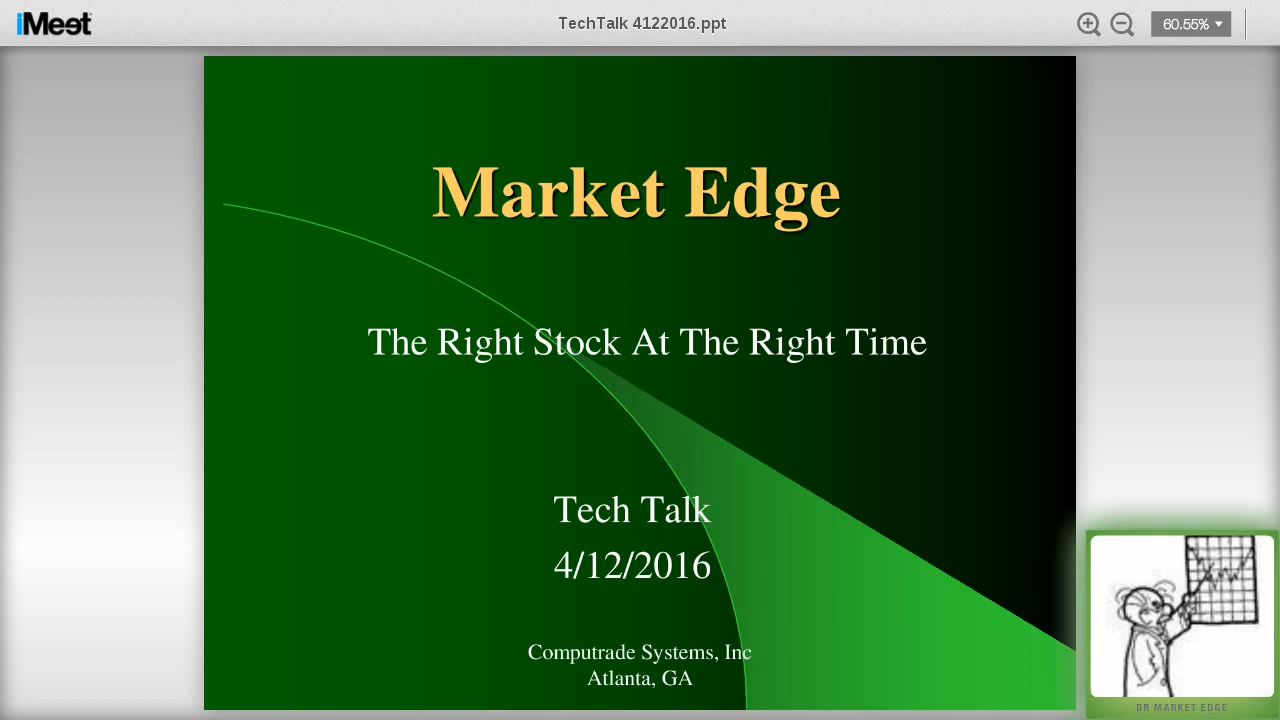 iMeet
TechTalk 4122016.ppt
60.55%
Market Edge
The Right Stock At The Right Time
Tech Talk
4/12/2016
Computrade Systems, Inc
Atlanta, GA
DR MARKET EDGE